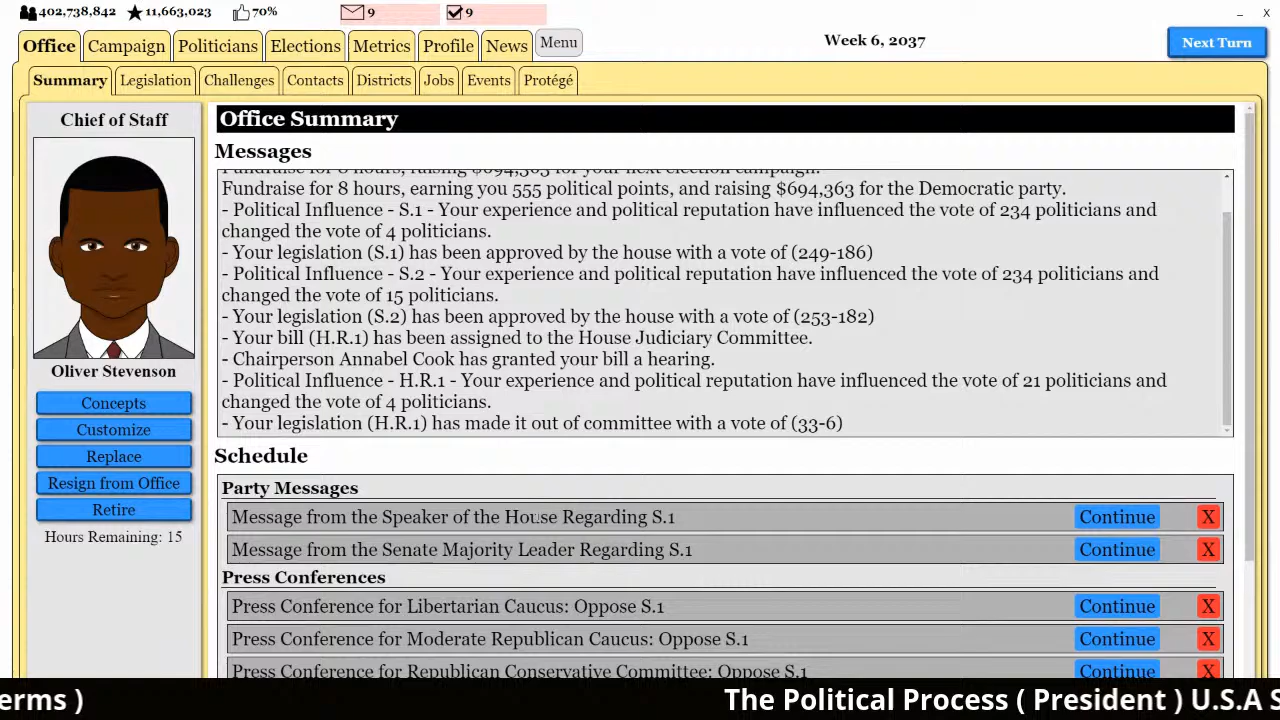 402,738,842 11,663,023 70% 9 9
_ X
Office Campaign Politicians Elections Metrics Profile News Menu
Week 6, 2037
Next Turn
Summary Legislation Challenges Contacts Districts Jobs Events Protégé
Chief of Staff
Oliver Stevenson
Concepts
Customize
Replace
Resign from Office
Retire
Hours Remaining: 15
Office Summary
Messages
Fundraise for 8 hours, raising $694,363 for your next election campaign.
Fundraise for 8 hours, earning you 555 political points, and raising $694,363 for the Democratic party.
- Political Influence - S.1 - Your experience and political reputation have influenced the vote of 234 politicians and
changed the vote of 4 politicians.
- Your legislation (S.1) has been approved by the house with a vote of (249-186)
- Political Influence - S.2 - Your experience and political reputation have influenced the vote of 234 politicians and
changed the vote of 15 politicians.
- Your legislation (S.2) has been approved by the house with a vote of (253-182)
- Your bill (H.R.1) has been assigned to the House Judiciary Committee.
- Chairperson Annabel Cook has granted your bill a hearing.
- Political Influence - H.R.1 - Your experience and political reputation have influenced the vote of 21 politicians and
changed the vote of 4 politicians.
- Your legislation (H.R.1) has made it out of committee with a vote of (33-6)
Schedule
Party Messages
Message from the Speaker of the House Regarding S.1 Continue X
Message from the Senate Majority Leader Regarding S.1 Continue X
Press Conferences
Press Conference for Libertarian Caucus: Oppose S.1 Continue X
Press Conference for Moderate Republican Caucus: Oppose S.1 Continue X
Press Conference for Republican Conservative Committee: Oppose S.1 Continue X
erms ) The Political Process ( President ) U.S.A S